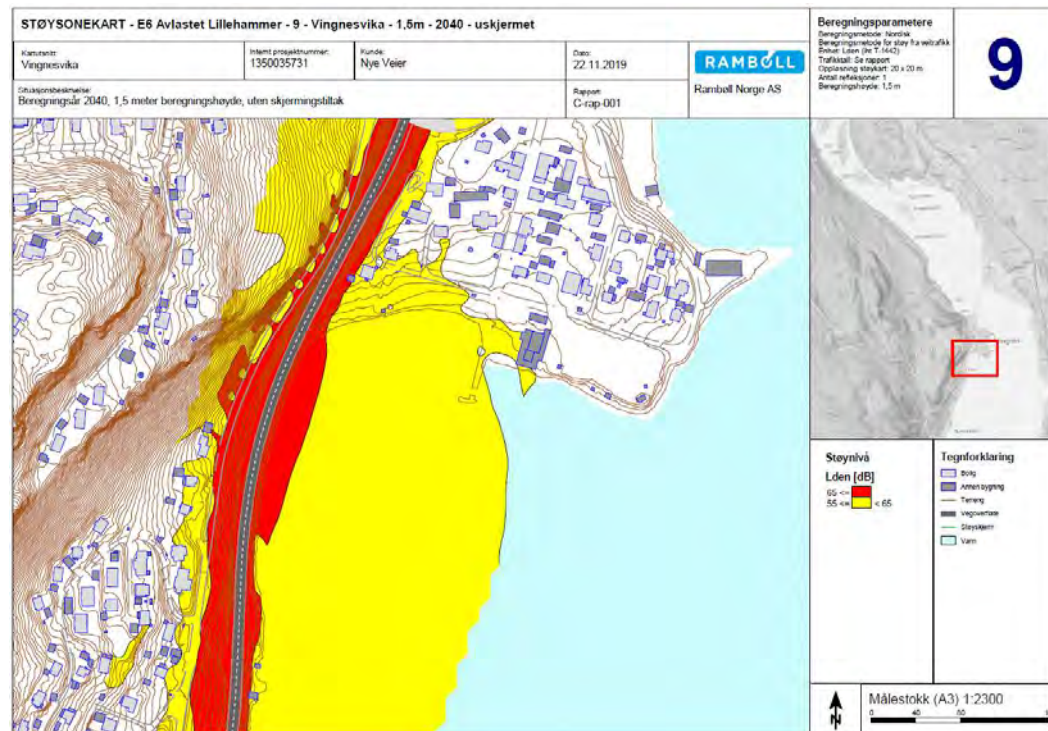 STØYSONEKART - E6 Avlastet Lillehammer - 9 - Vingnesvika - 1,5m - 2040 - uskjermet
Kartutsnitt:
Vingnesvika
Internt prosjektnummer:
1350035731
Kunde:
Nye Veier
Dato:
22.11.2019
Situasjonsbeskrivelse:
Beregningsår 2040, 1,5 meter beregningshøyde, uten skjermingstiltak
Rapport:
C-rap-001
RAMBOLL
Rambøll Norge AS
Beregningsparametere
Beregningsmetode: Nordisk
Beregningsmetode for støy fra veitrafikk
Enhet: Lden (iht T-1442)
Trafikktall: Se rapport
Oppløsning støykart: 20 x 20 m
Antall refleksjoner: 1
Beregningshøyde: 1,5 m
9
Støynivå
Lden [dB]
65 <=
55 <= < 65
Tegnforklaring
Bolig
Annen bygning
Terreng
Vegoverflate
Støyskjerm
Vann
N
Målestokk (A3) 1:2300
0 40 80